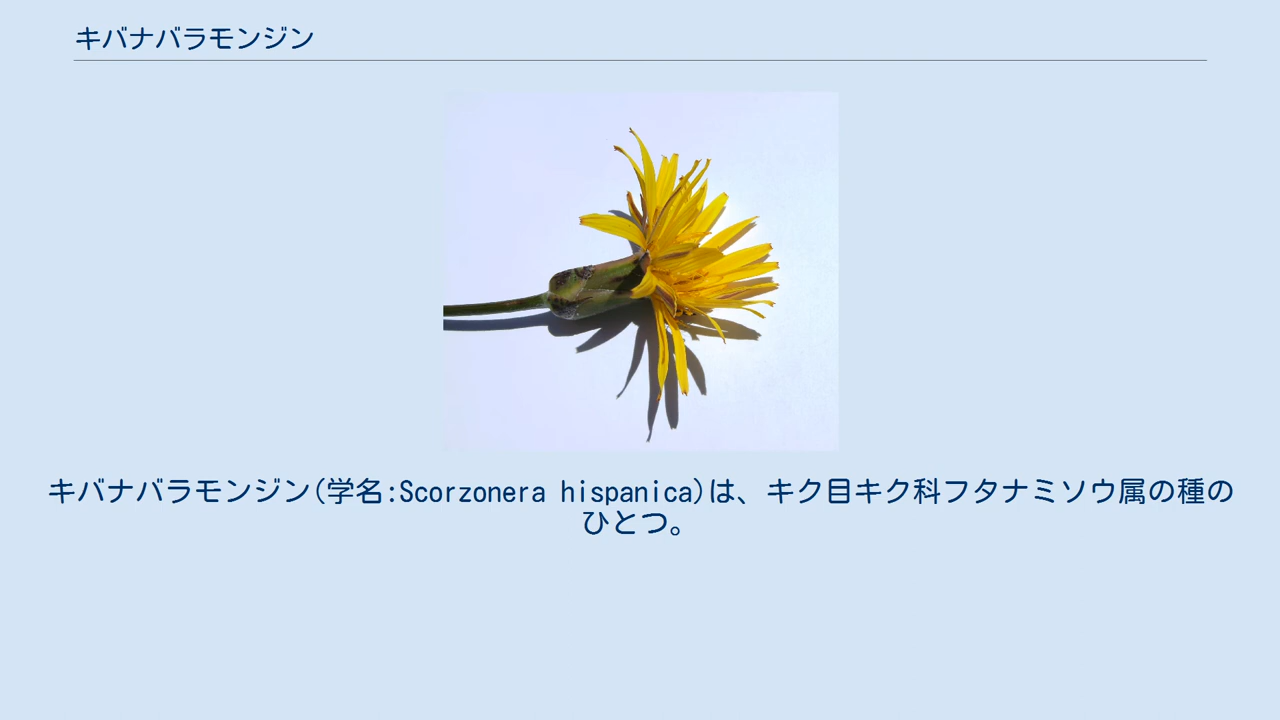 キバナバラモンジン
キバナバラモンジン(学名:Scorzonera hispanica)は、キク目キク科フタナミソウ属の種の
ひとつ。